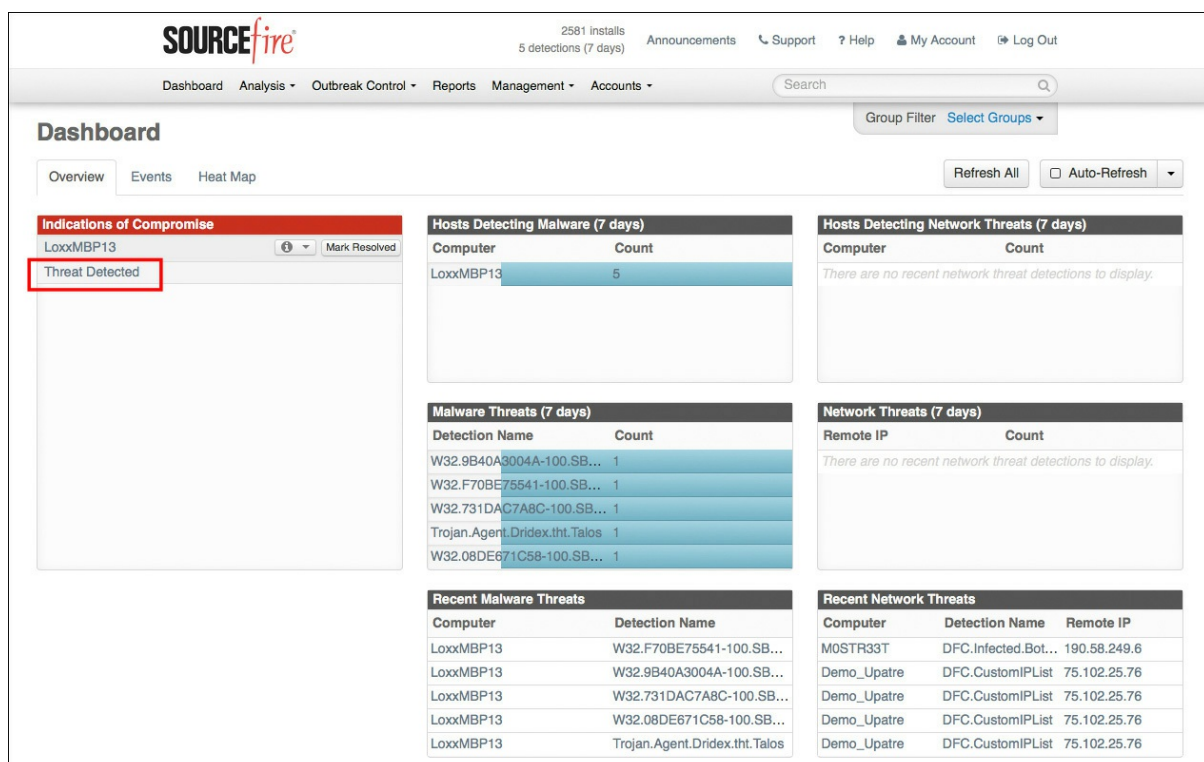 SOURCEfire®
2581 installs
5 detections (7 days)
Announcements Support ? Help My Account Log Out
Dashboard Analysis Outbreak Control Reports Management Accounts Search
Group Filter Select Groups
Dashboard
Overview Events Heat Map
Refresh All Auto-Refresh
Indications of Compromise
LoxxMBP13 Mark Resolved
Threat Detected
Hosts Detecting Malware (7 days)
Computer Count
LoxxMBP13 5
Hosts Detecting Network Threats (7 days)
Computer Count
There are no recent network threat detections to display.
Malware Threats (7 days)
Detection Name Count
W32.9B40A3004A-100.SB... 1
W32.F70BE75541-100.SB... 1
W32.731DAC7A8C-100.SB... 1
Trojan.Agent.Dridex.tht.Talos 1
W32.08DE671C58-100.SB... 1
Network Threats (7 days)
Remote IP Count
There are no recent network threat detections to display.
Recent Malware Threats
Computer Detection Name
LoxxMBP13 W32.F70BE75541-100.SB...
LoxxMBP13 W32.9B40A3004A-100.SB...
LoxxMBP13 W32.731DAC7A8C-100.SB...
LoxxMBP13 W32.08DE671C58-100.SB...
LoxxMBP13 Trojan.Agent.Dridex.tht.Talos
Recent Network Threats
Computer Detection Name Remote IP
M0STR33T DFC.Infected.Bot... 190.58.249.6
Demo_Upatre DFC.CustomIPList 75.102.25.76
Demo_Upatre DFC.CustomIPList 75.102.25.76
Demo_Upatre DFC.CustomIPList 75.102.25.76
Demo_Upatre DFC.CustomIPList 75.102.25.76